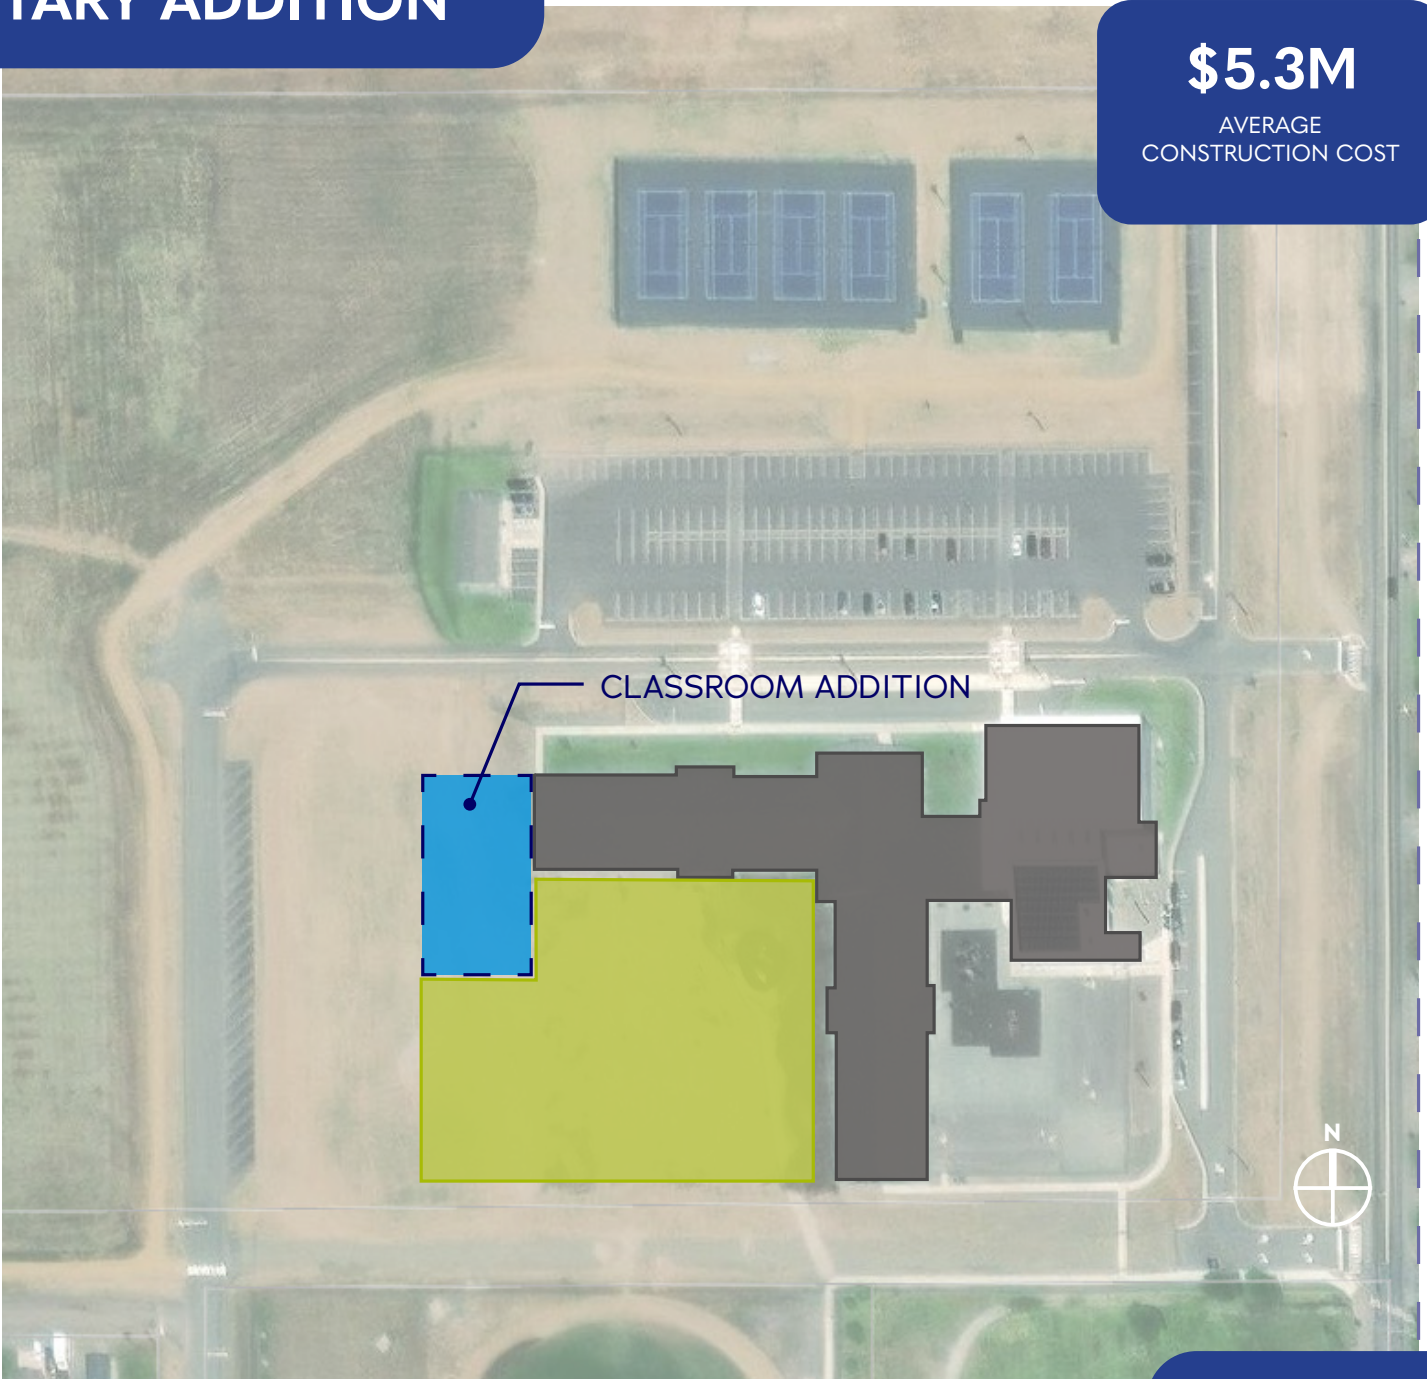 TARY ADDITION
$5.3M
AVERAGE
CONSTRUCTION COST
CLASSROOM ADDITION
N